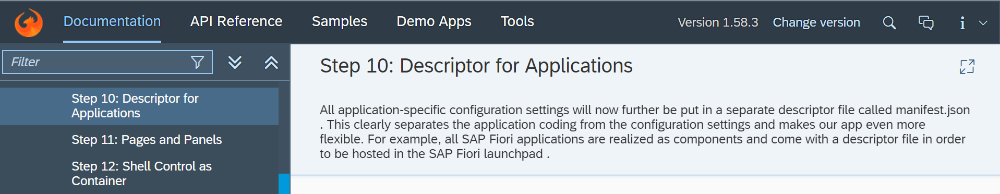 Documentation API Reference Samples Demo Apps Tools Version 1.58.3 Change version
Filter
Step 10: Descriptor for
Applications
Step 11: Pages and Panels
Step 12: Shell Control as
Container
Step 10: Descriptor for Applications
All application-specific configuration settings will now further be put in a separate descriptor file called manifest.json
. This clearly separates the application coding from the configuration settings and makes our app even more
flexible. For example, all SAP Fiori applications are realized as components and come with a descriptor file in order
to be hosted in the SAP Fiori launchpad .